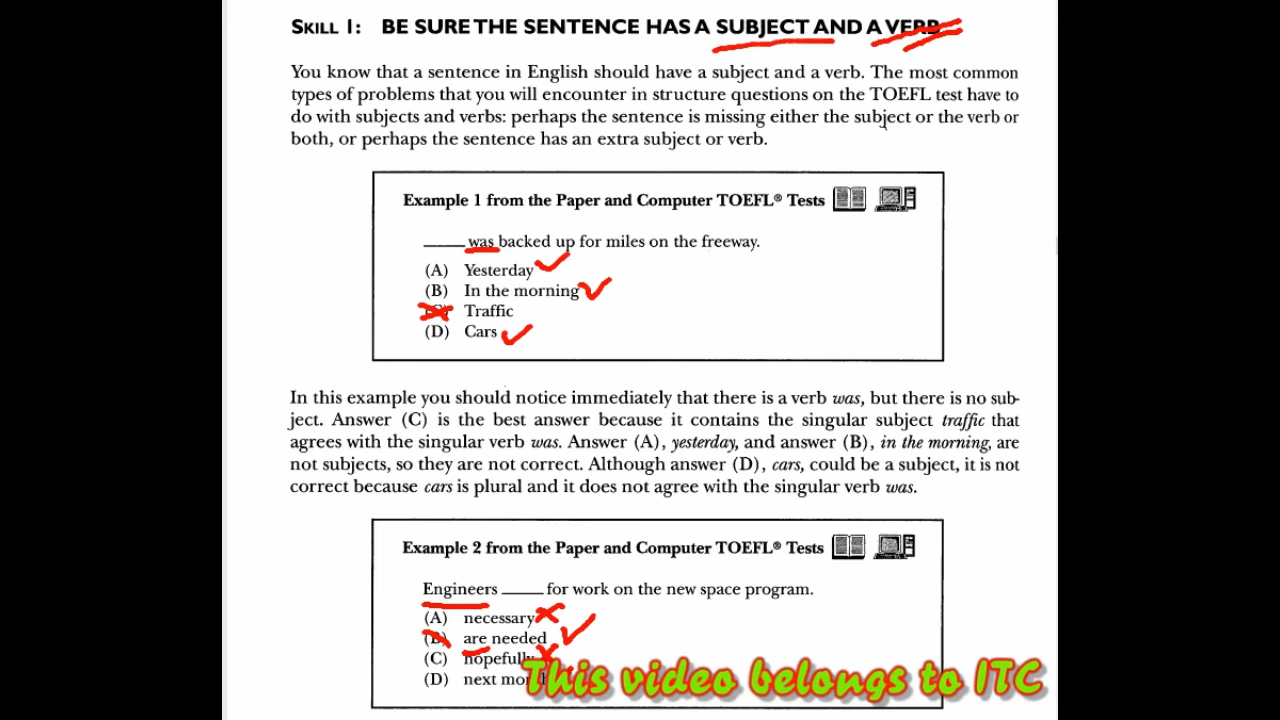 SKILL 1: BE SURE THE SENTENCE HAS A SUBJECT AND A VERB
You know that a sentence in English should have a subject and a verb. The most common
types of problems that you will encounter in structure questions on the TOEFL test have to
do with subjects and verbs: perhaps the sentence is missing either the subject or the verb or
both, or perhaps the sentence has an extra subject or verb.
Example 1 from the Paper and Computer TOEFL® Tests
_____ was backed up for miles on the freeway.
(A) Yesterday
(B) In the morning
(C) Traffic
(D) Cars
In this example you should notice immediately that there is a verb was, but there is no sub-
ject. Answer (C) is the best answer because it contains the singular subject traffic that
agrees with the singular verb was. Answer (A), yesterday, and answer (B), in the morning, are
not subjects, so they are not correct. Although answer (D), cars, could be a subject, it is not
correct because cars is plural and it does not agree with the singular verb was.
Example 2 from the Paper and Computer TOEFL® Tests
Engineers _____ for work on the new space program.
(A) necessary
(B) are needed
(C) hopefully
(D) next month
This video belongs to ITC